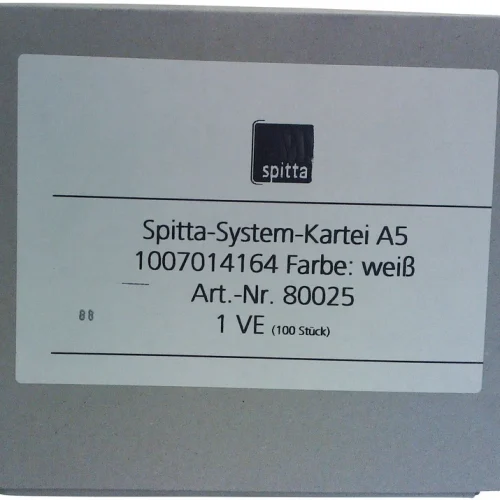 spitta
Spitta-System-Kartei A5
1007014164 Farbe: weiß
Art.-Nr. 80025
88
1 VE (100 Stück)